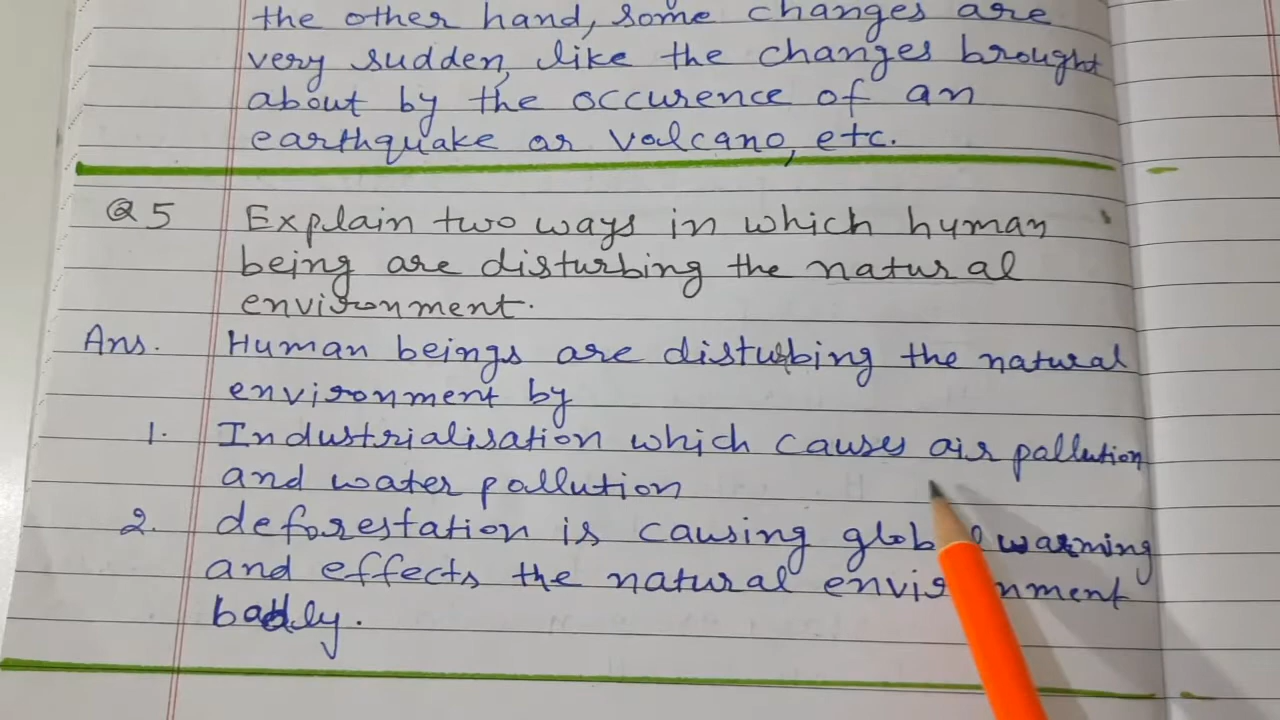 the other hand, some changes are
very sudden, like the changes brought
about by the occurence of an
earthquake or volcano, etc.
Q 5 Explain two ways in which human
being are disturbing the natural
environment.
Ans. Human beings are disturbing the natural
environment by
1. Industrialisation which causes air pollution
and water pollution
2. deforestation is causing global warming
and effects the natural environment
badly.